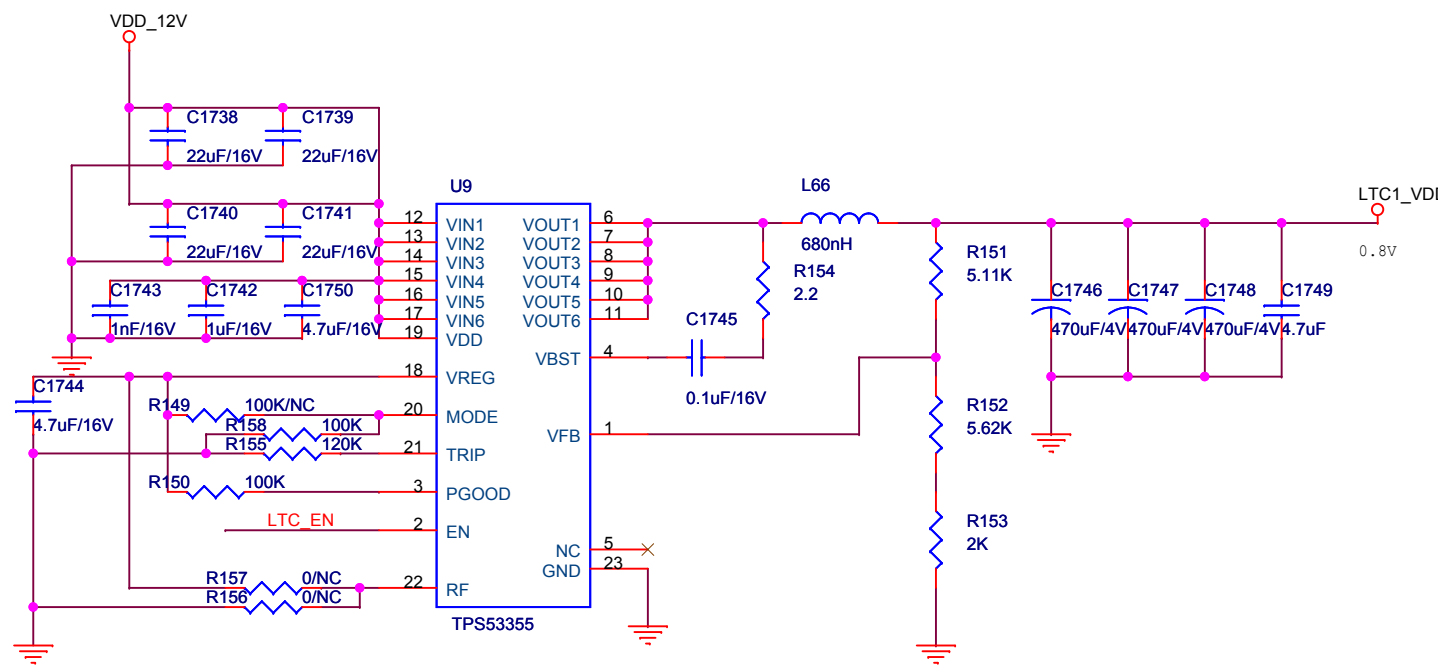 VDD_12V
C1738
C1739
22uF/16V
22uF/16V
C1740
C1741
22uF/16V
22uF/16V
C1743
C1742
C1750
1nF/16V
1uF/16V
4.7uF/16V
C1744
4.7uF/16V
R149
100K/NC
R158
100K
R155
120K
R150
100K
LTC_EN
R157
0/NC
R156
0/NC
U9
12
VIN1
13
VIN2
14
VIN3
15
VIN4
16
VIN5
17
VIN6
19
VDD
18
VREG
20
MODE
21
TRIP
3
PGOOD
2
EN
22
RF
VOUT1
6
VOUT2
7
VOUT3
8
VOUT4
9
VOUT5
10
VOUT6
11
VBST
4
VFB
1
NC
5
GND
23
TPS53355
L66
680nH
R154
2.2
C1745
0.1uF/16V
R151
5.11K
R152
5.62K
R153
2K
C1746
C1747
C1748
C1749
470uF/4V
470uF/4V
470uF/4V
4.7uF
LTC1_VDD
0.8V